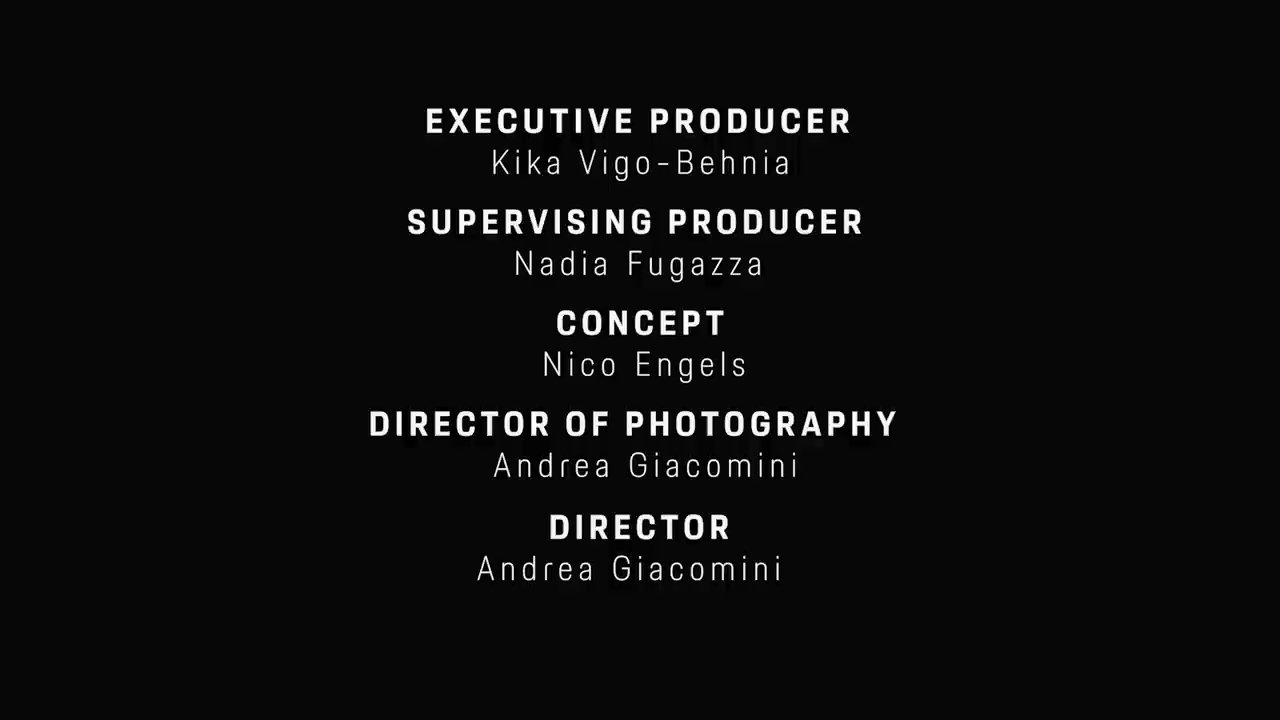 EXECUTIVE PRODUCER
Kika Vigo-Behnia
SUPERVISING PRODUCER
Nadia Fugazza
CONCEPT
Nico Engels
DIRECTOR OF PHOTOGRAPHY
Andrea Giacomini
DIRECTOR
Andrea Giacomini